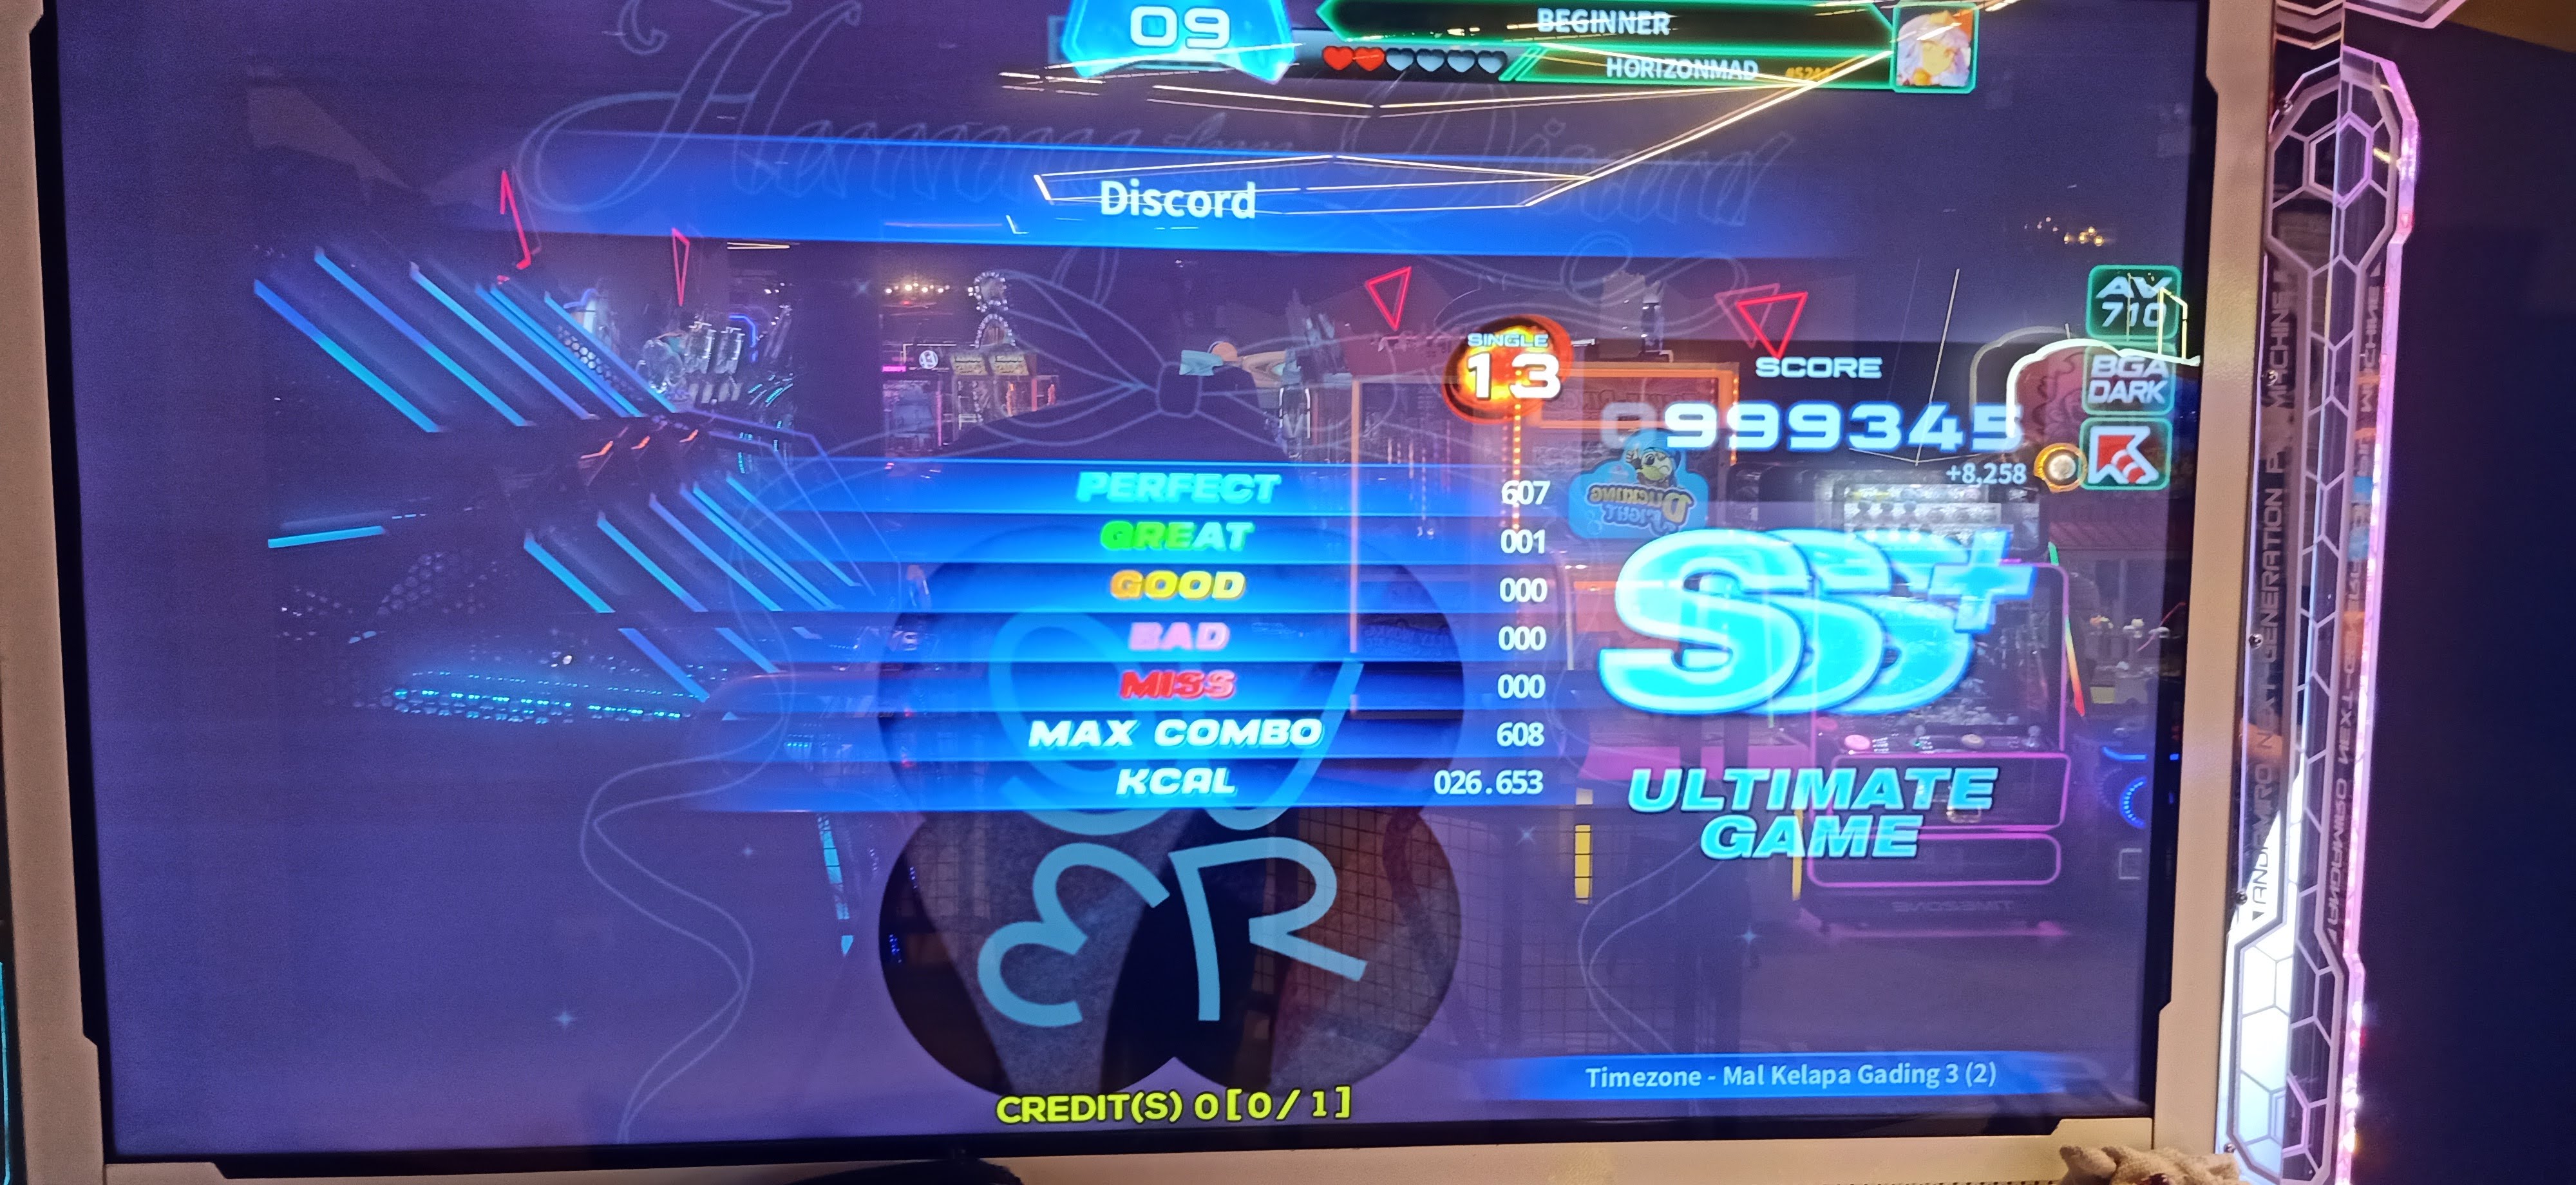 09
BEGINNER
HORIZONMAD
Discord
SINGLE
13
SCORE
0999345
+8,258
AV
710
BGA
DARK
PERFECT 607
GREAT 001
GOOD 000
BAD 000
MISS 000
MAX COMBO 608
KCAL 026.653
SSS+
ULTIMATE
GAME
Timezone - Mal Kelapa Gading 3 (2)
CREDIT(S) 0[0/1]